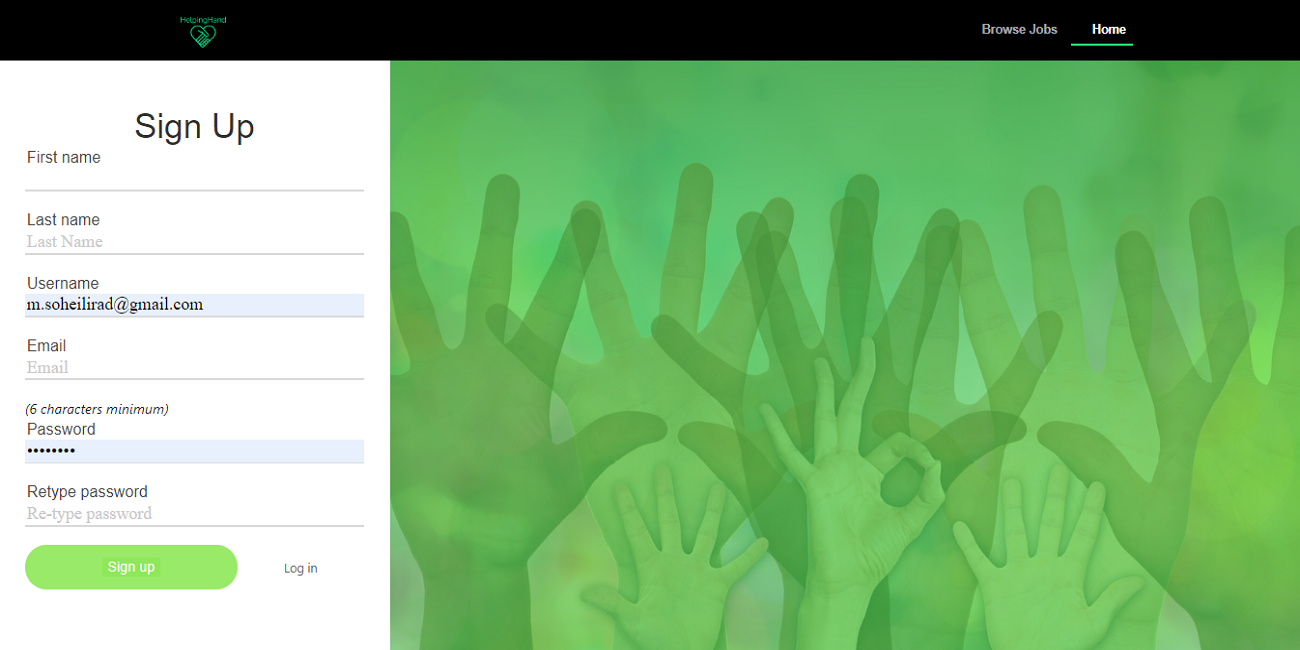 HelpingHand
Browse Jobs
Home
Sign Up
First name
Last name
Last Name
Username
m.soheilirad@gmail.com
Email
Email
(6 characters minimum)
Password
••••••••
Retype password
Re-type password
Sign up
Log in